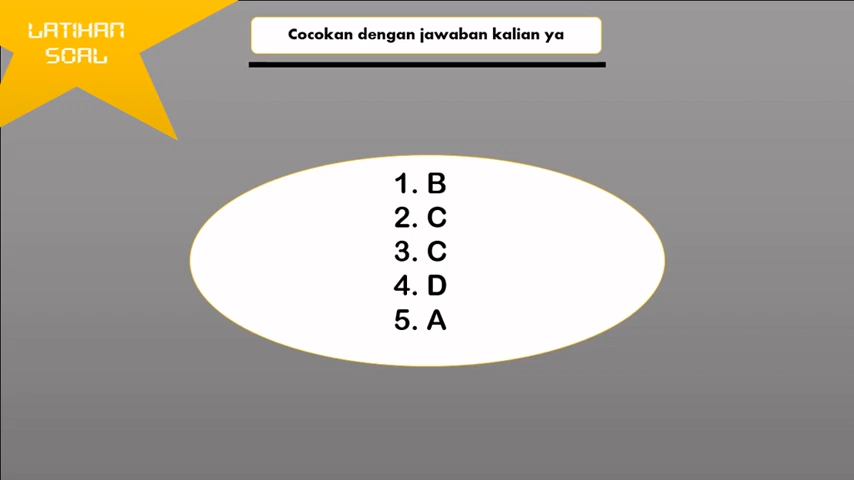 LATIHAN
SOAL
Cocokan dengan jawaban kalian ya
1. B
2. C
3. C
4. D
5. A